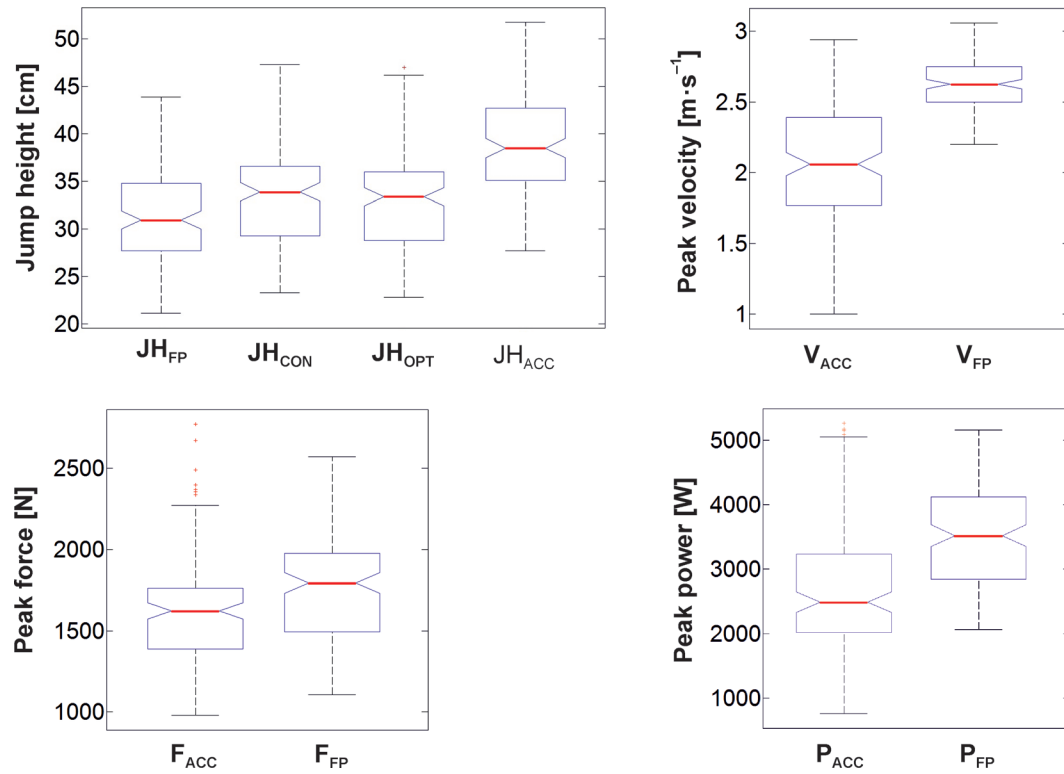 Jump height [cm]
50
45
40
35
30
25
20
JH_FP JH_CON JH_OPT JH_ACC
Peak velocity [m·s⁻¹]
3
2.5
2
1.5
1
V_ACC V_FP
Peak force [N]
2500
2000
1500
1000
F_ACC F_FP
Peak power [W]
5000
4000
3000
2000
1000
P_ACC P_FP